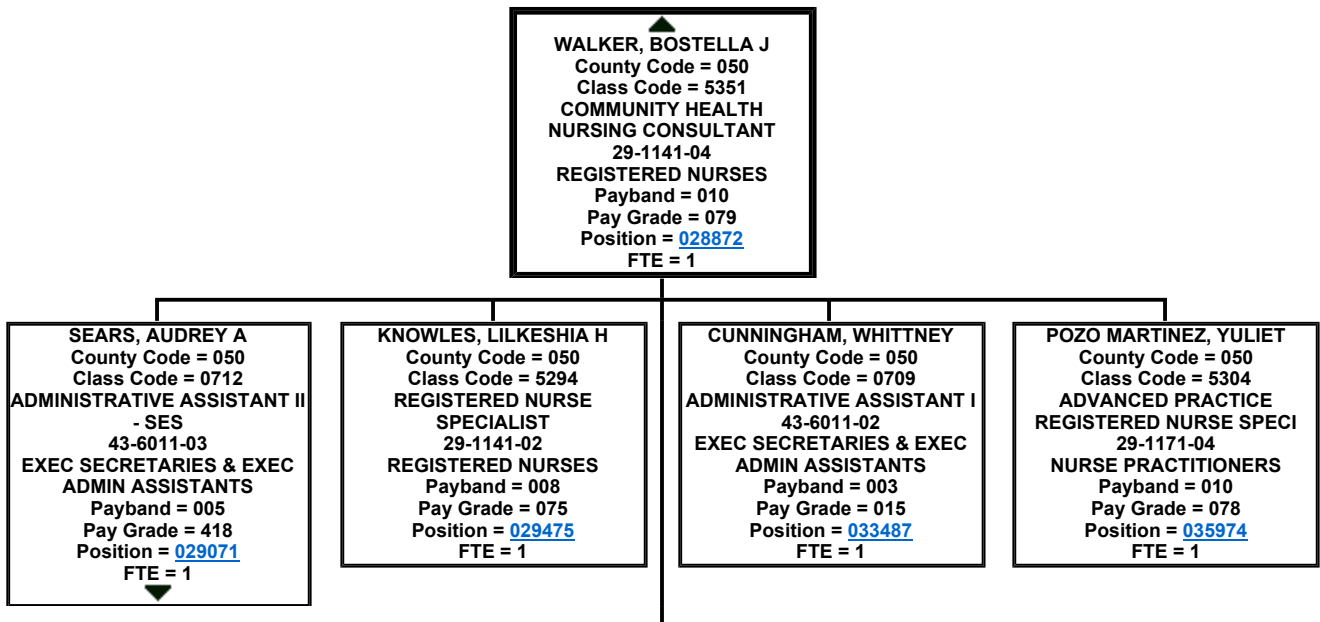 WALKER, BOSTELLA J
County Code = 050
Class Code = 5351
COMMUNITY HEALTH
NURSING CONSULTANT
29-1141-04
REGISTERED NURSES
Payband = 010
Pay Grade = 079
Position = 028872
FTE = 1
SEARS, AUDREY A
County Code = 050
Class Code = 0712
ADMINISTRATIVE ASSISTANT II
- SES
43-6011-03
EXEC SECRETARIES & EXEC
ADMIN ASSISTANTS
Payband = 005
Pay Grade = 418
Position = 029071
FTE = 1
KNOWLES, LILKESHIA H
County Code = 050
Class Code = 5294
REGISTERED NURSE
SPECIALIST
29-1141-02
REGISTERED NURSES
Payband = 008
Pay Grade = 075
Position = 029475
FTE = 1
CUNNINGHAM, WHITTNEY
County Code = 050
Class Code = 0709
ADMINISTRATIVE ASSISTANT I
43-6011-02
EXEC SECRETARIES & EXEC
ADMIN ASSISTANTS
Payband = 003
Pay Grade = 015
Position = 033487
FTE = 1
POZO MARTINEZ, YULIET
County Code = 050
Class Code = 5304
ADVANCED PRACTICE
REGISTERED NURSE SPECI
29-1171-04
NURSE PRACTITIONERS
Payband = 010
Pay Grade = 078
Position = 035974
FTE = 1